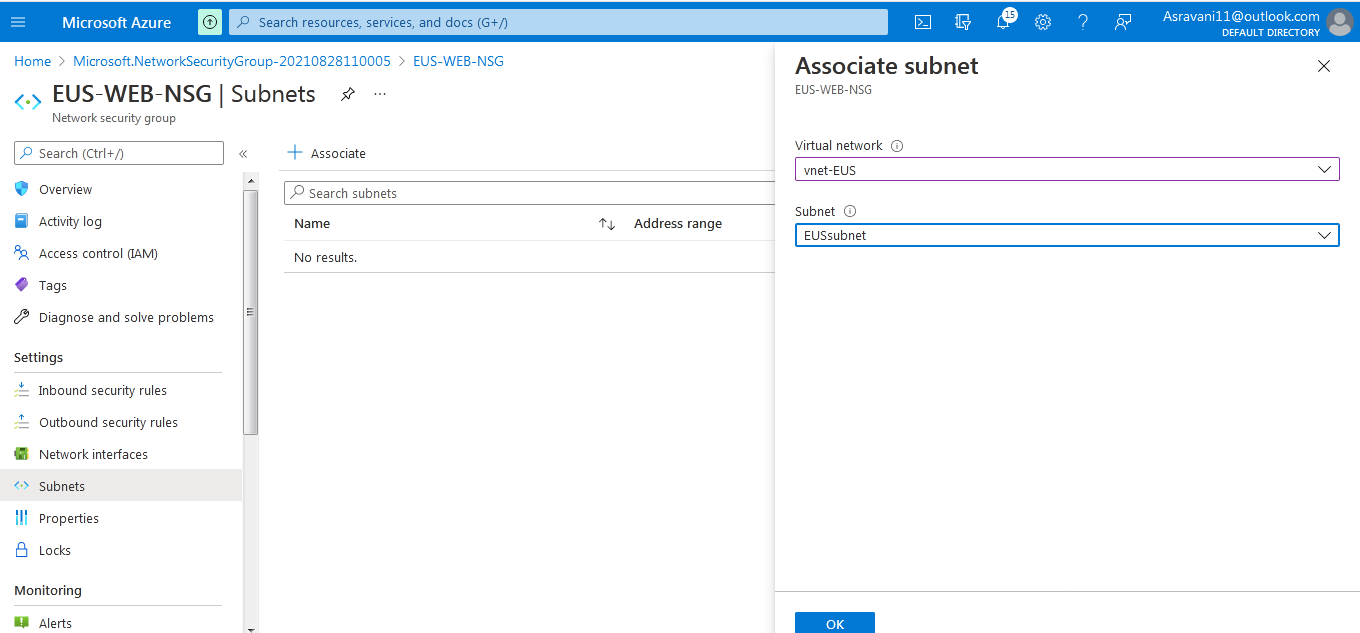 Microsoft Azure
Search resources, services, and docs (G+/)
15
Asravani11@outlook.com
DEFAULT DIRECTORY
Home > Microsoft.NetworkSecurityGroup-20210828110005 > EUS-WEB-NSG
EUS-WEB-NSG | Subnets ...
Network security group
Search (Ctrl+/)
«
Overview
Activity log
Access control (IAM)
Tags
Diagnose and solve problems
Settings
Inbound security rules
Outbound security rules
Network interfaces
Subnets
Properties
Locks
Monitoring
Alerts
+ Associate
Search subnets
Name ↑↓ Address range
No results.
Associate subnet
EUS-WEB-NSG
Virtual network
vnet-EUS
Subnet
EUSsubnet
OK